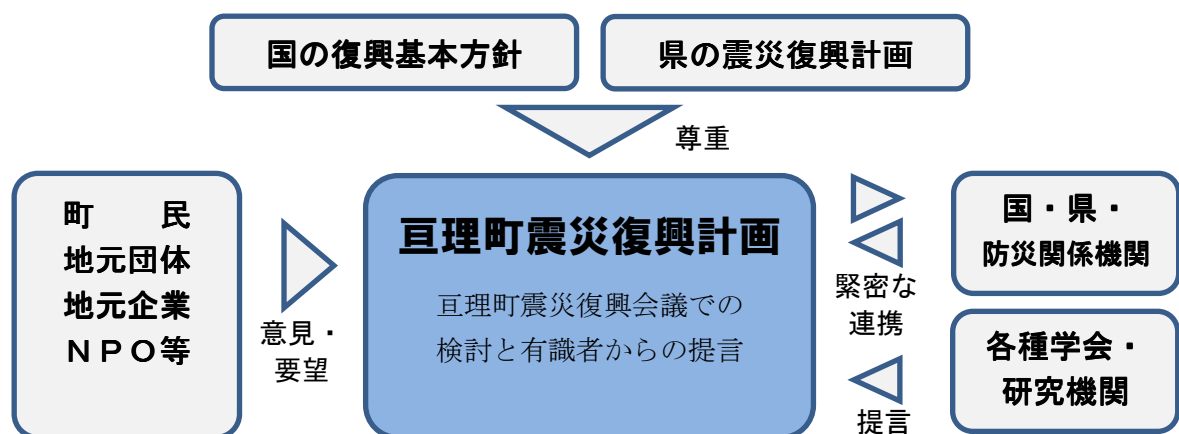 国の復興基本方針
県の震災復興計画
尊重
町　　民
地元団体
地元企業
ＮＰＯ等
意見・
要望
亘理町震災復興計画
亘理町震災復興会議での
検討と有識者からの提言
緊密な
連携
国・県・
防災関係機関
各種学会・
研究機関
提言